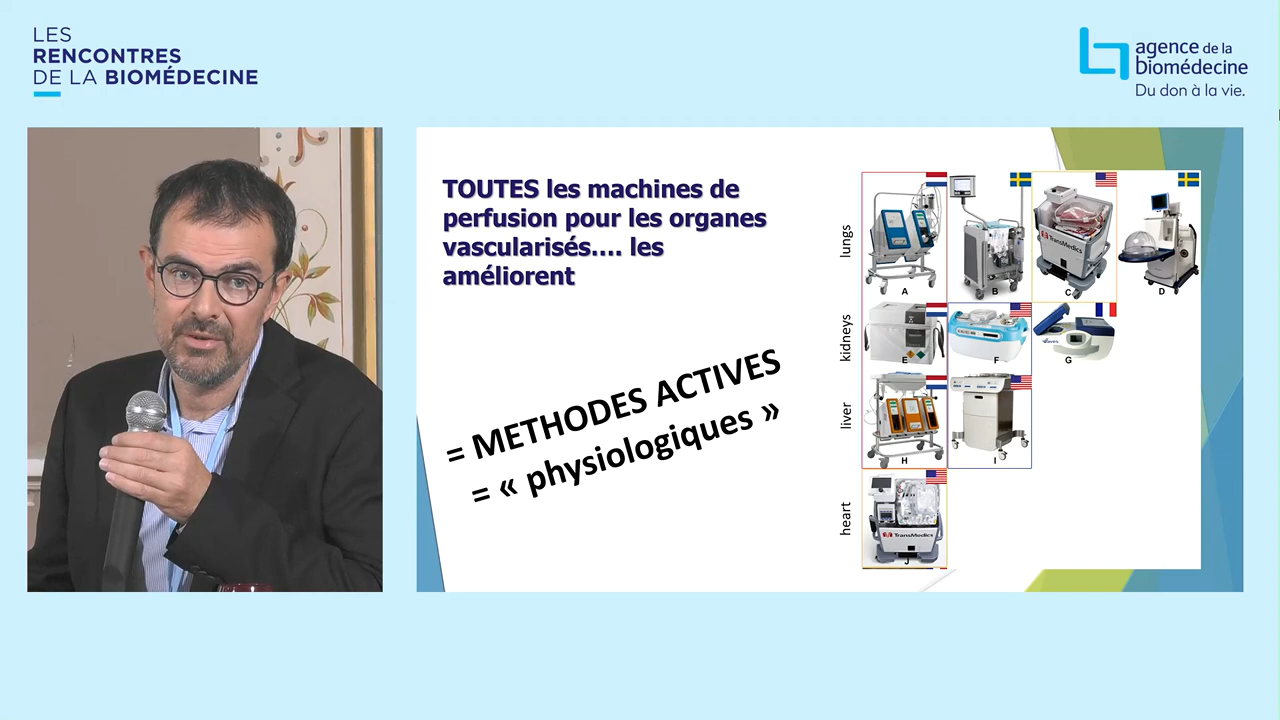 LES
RENCONTRES
DE LA BIOMÉDECINE
agence de la
biomédecine
Du don à la vie.
TOUTES les machines de
perfusion pour les organes
vascularisés.... les
améliorent
= METHODES ACTIVES
= « physiologiques »
lungs
A
B
TransMedics
C
D
kidneys
E
F
G
liver
H
I
heart
TransMedics
J